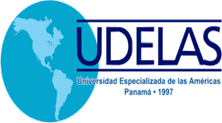 UDELAS
Universidad Especializada de las Américas
Panamá • 1997